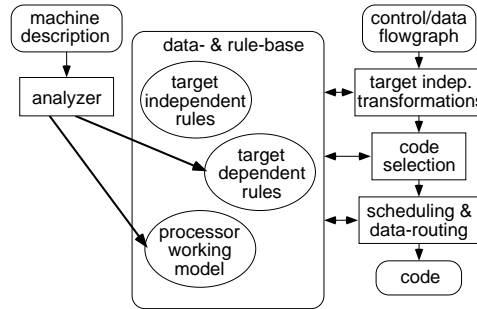 machine
description
analyzer
data- & rule-base
target
independent
rules
target
dependent
rules
processor
working
model
control/data
flowgraph
target indep.
transformations
code
selection
scheduling &
data-routing
code